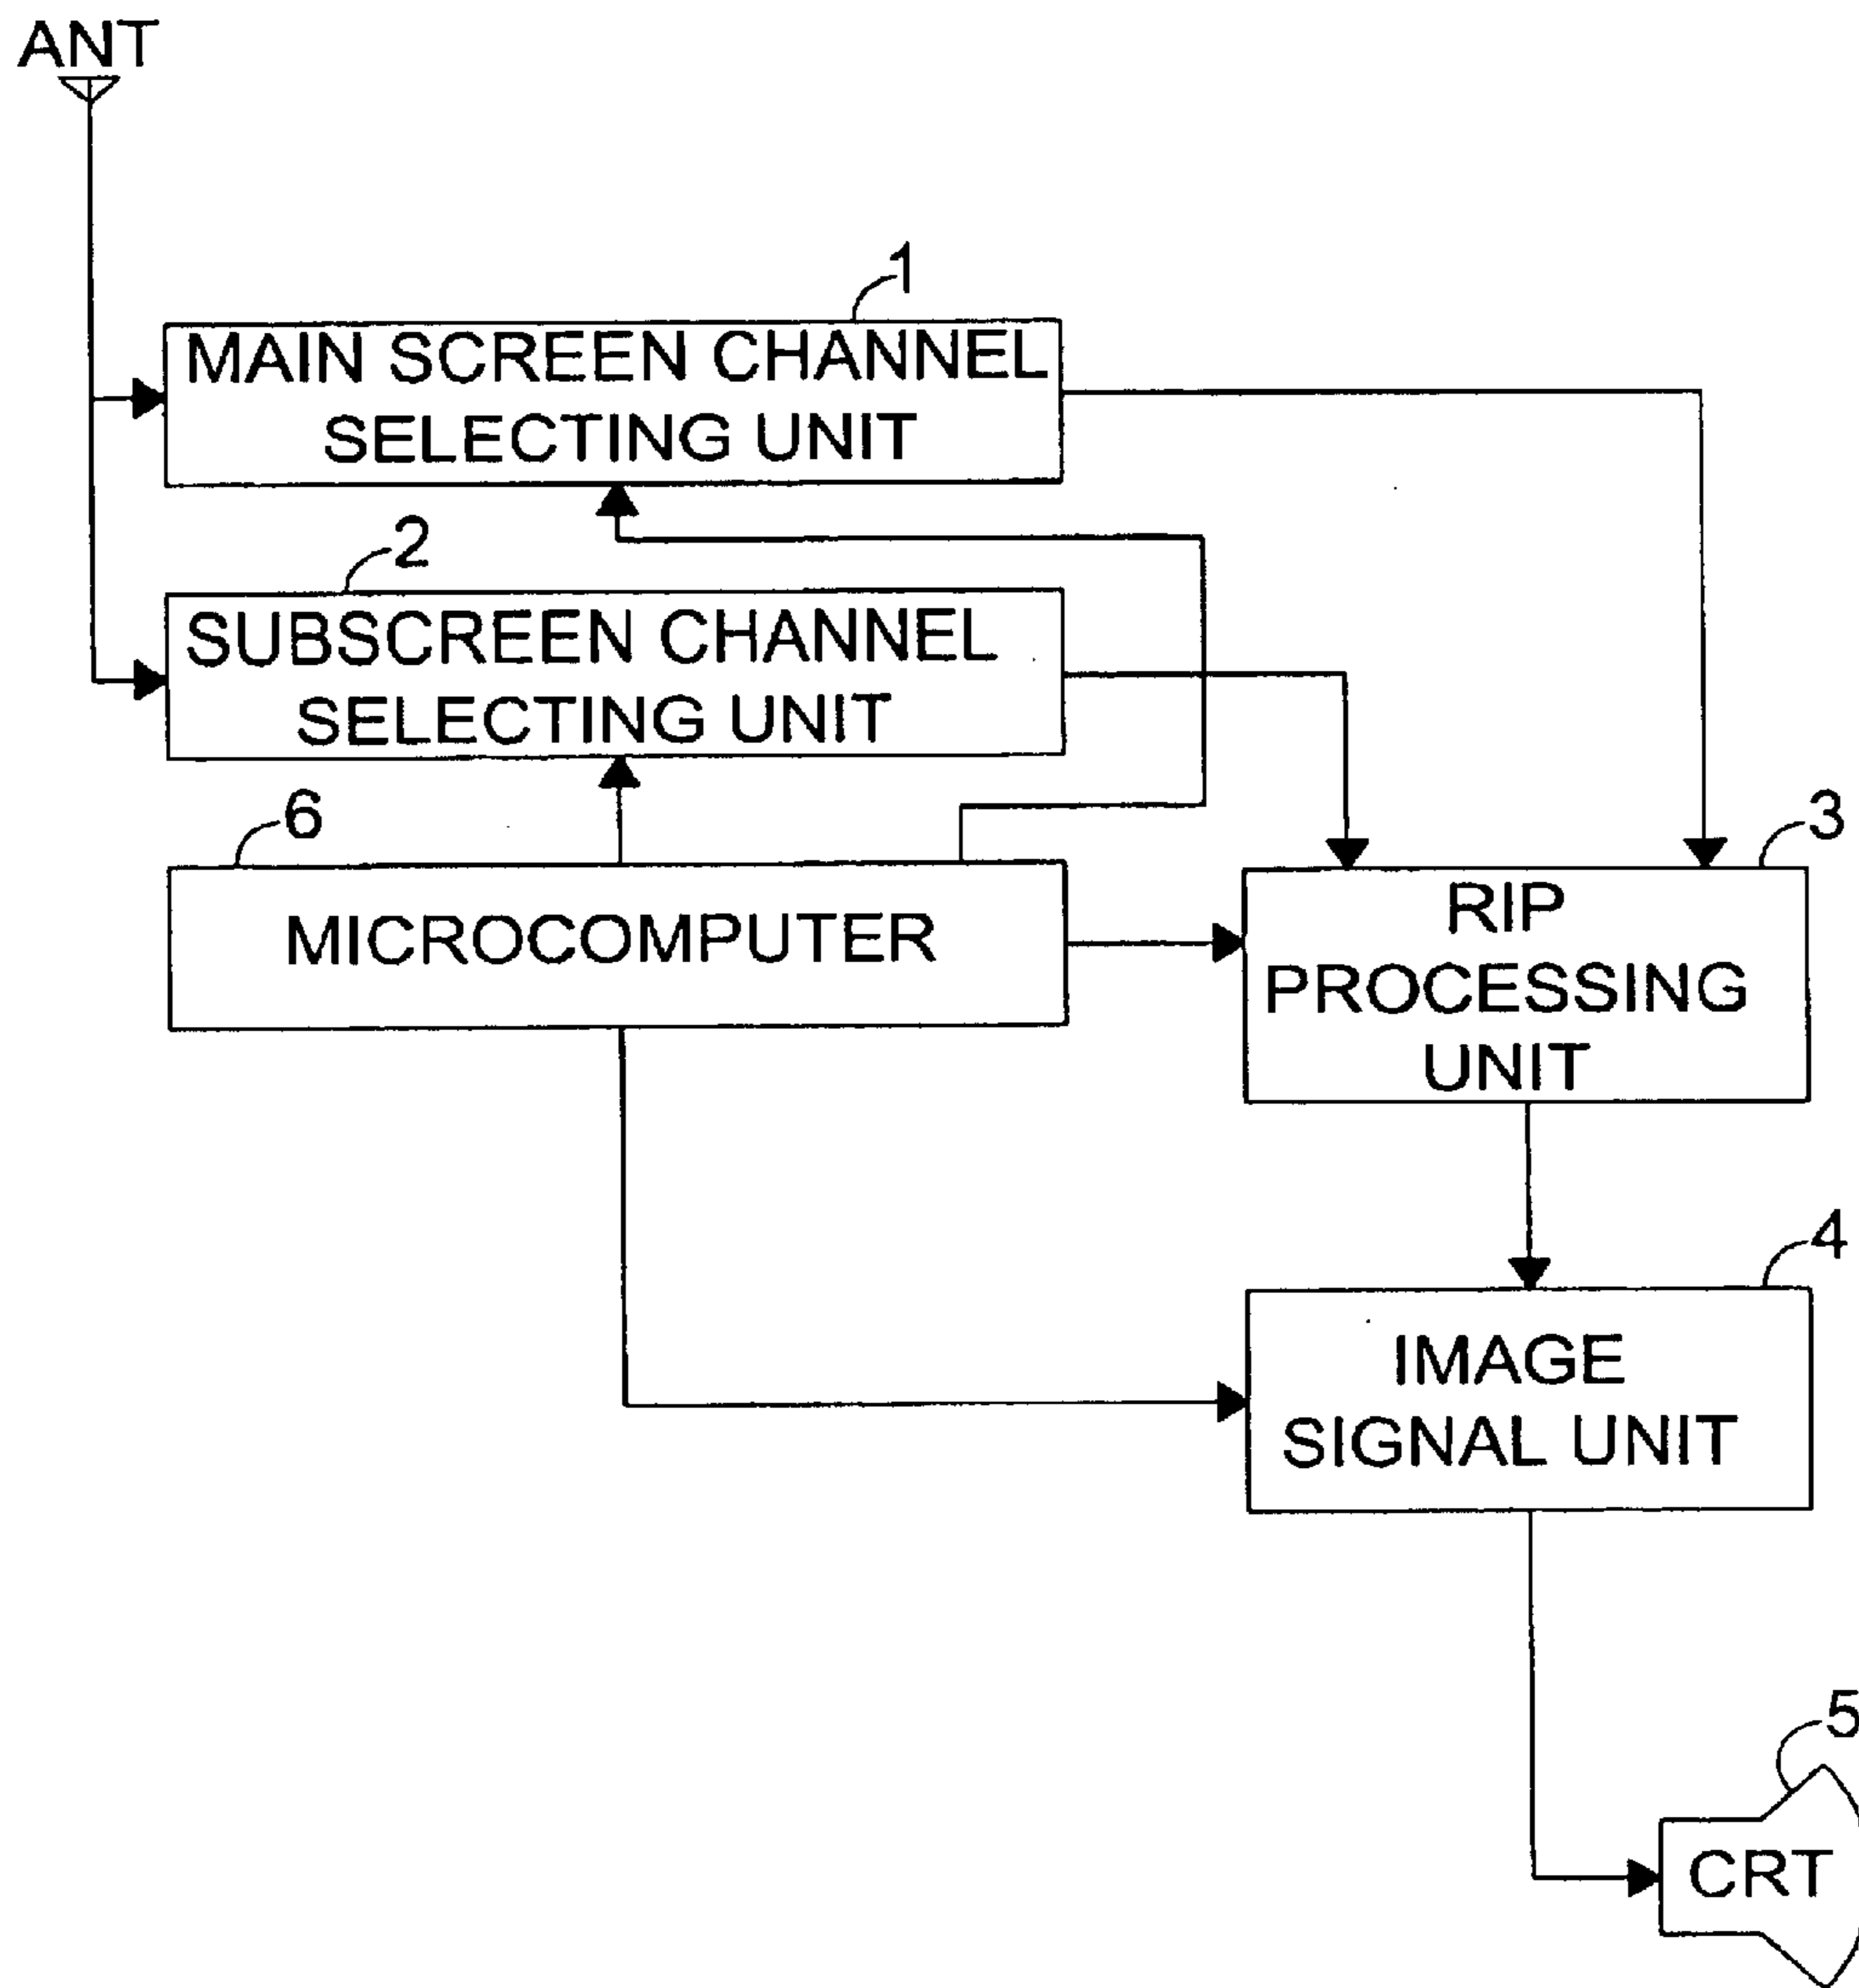 ANT
1
MAIN SCREEN CHANNEL
SELECTING UNIT
2
SUBSCREEN CHANNEL
SELECTING UNIT
6
MICROCOMPUTER
3
RIP
PROCESSING
UNIT
4
IMAGE
SIGNAL UNIT
5
CRT